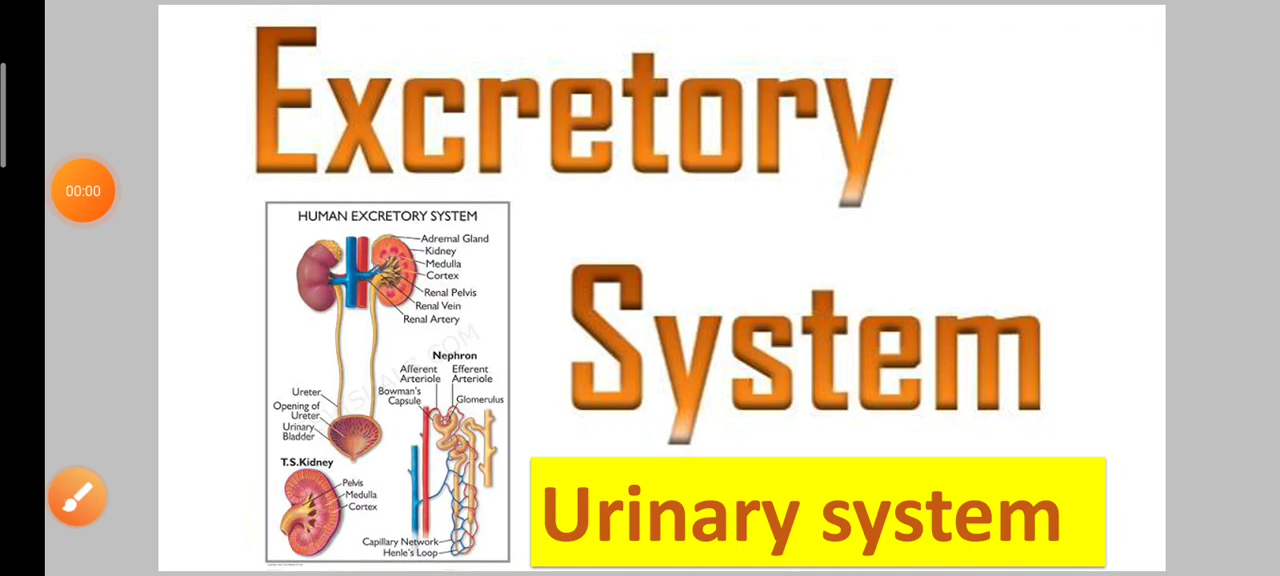 Excretory
00:00
HUMAN EXCRETORY SYSTEM
Adremal Gland
Kidney
Medulla
Cortex
Renal Pelvis
Renal Vein
Renal Artery
System
Nephron
Afferent
Arteriole
Efferent
Arteriole
Bowman's
Capsule
Glomerulus
Ureter
Opening of
Ureter
Urinary
Bladder
T.S.Kidney
Pelvis
Medulla
Cortex
Capillary Network
Henle's Loop
Urinary system